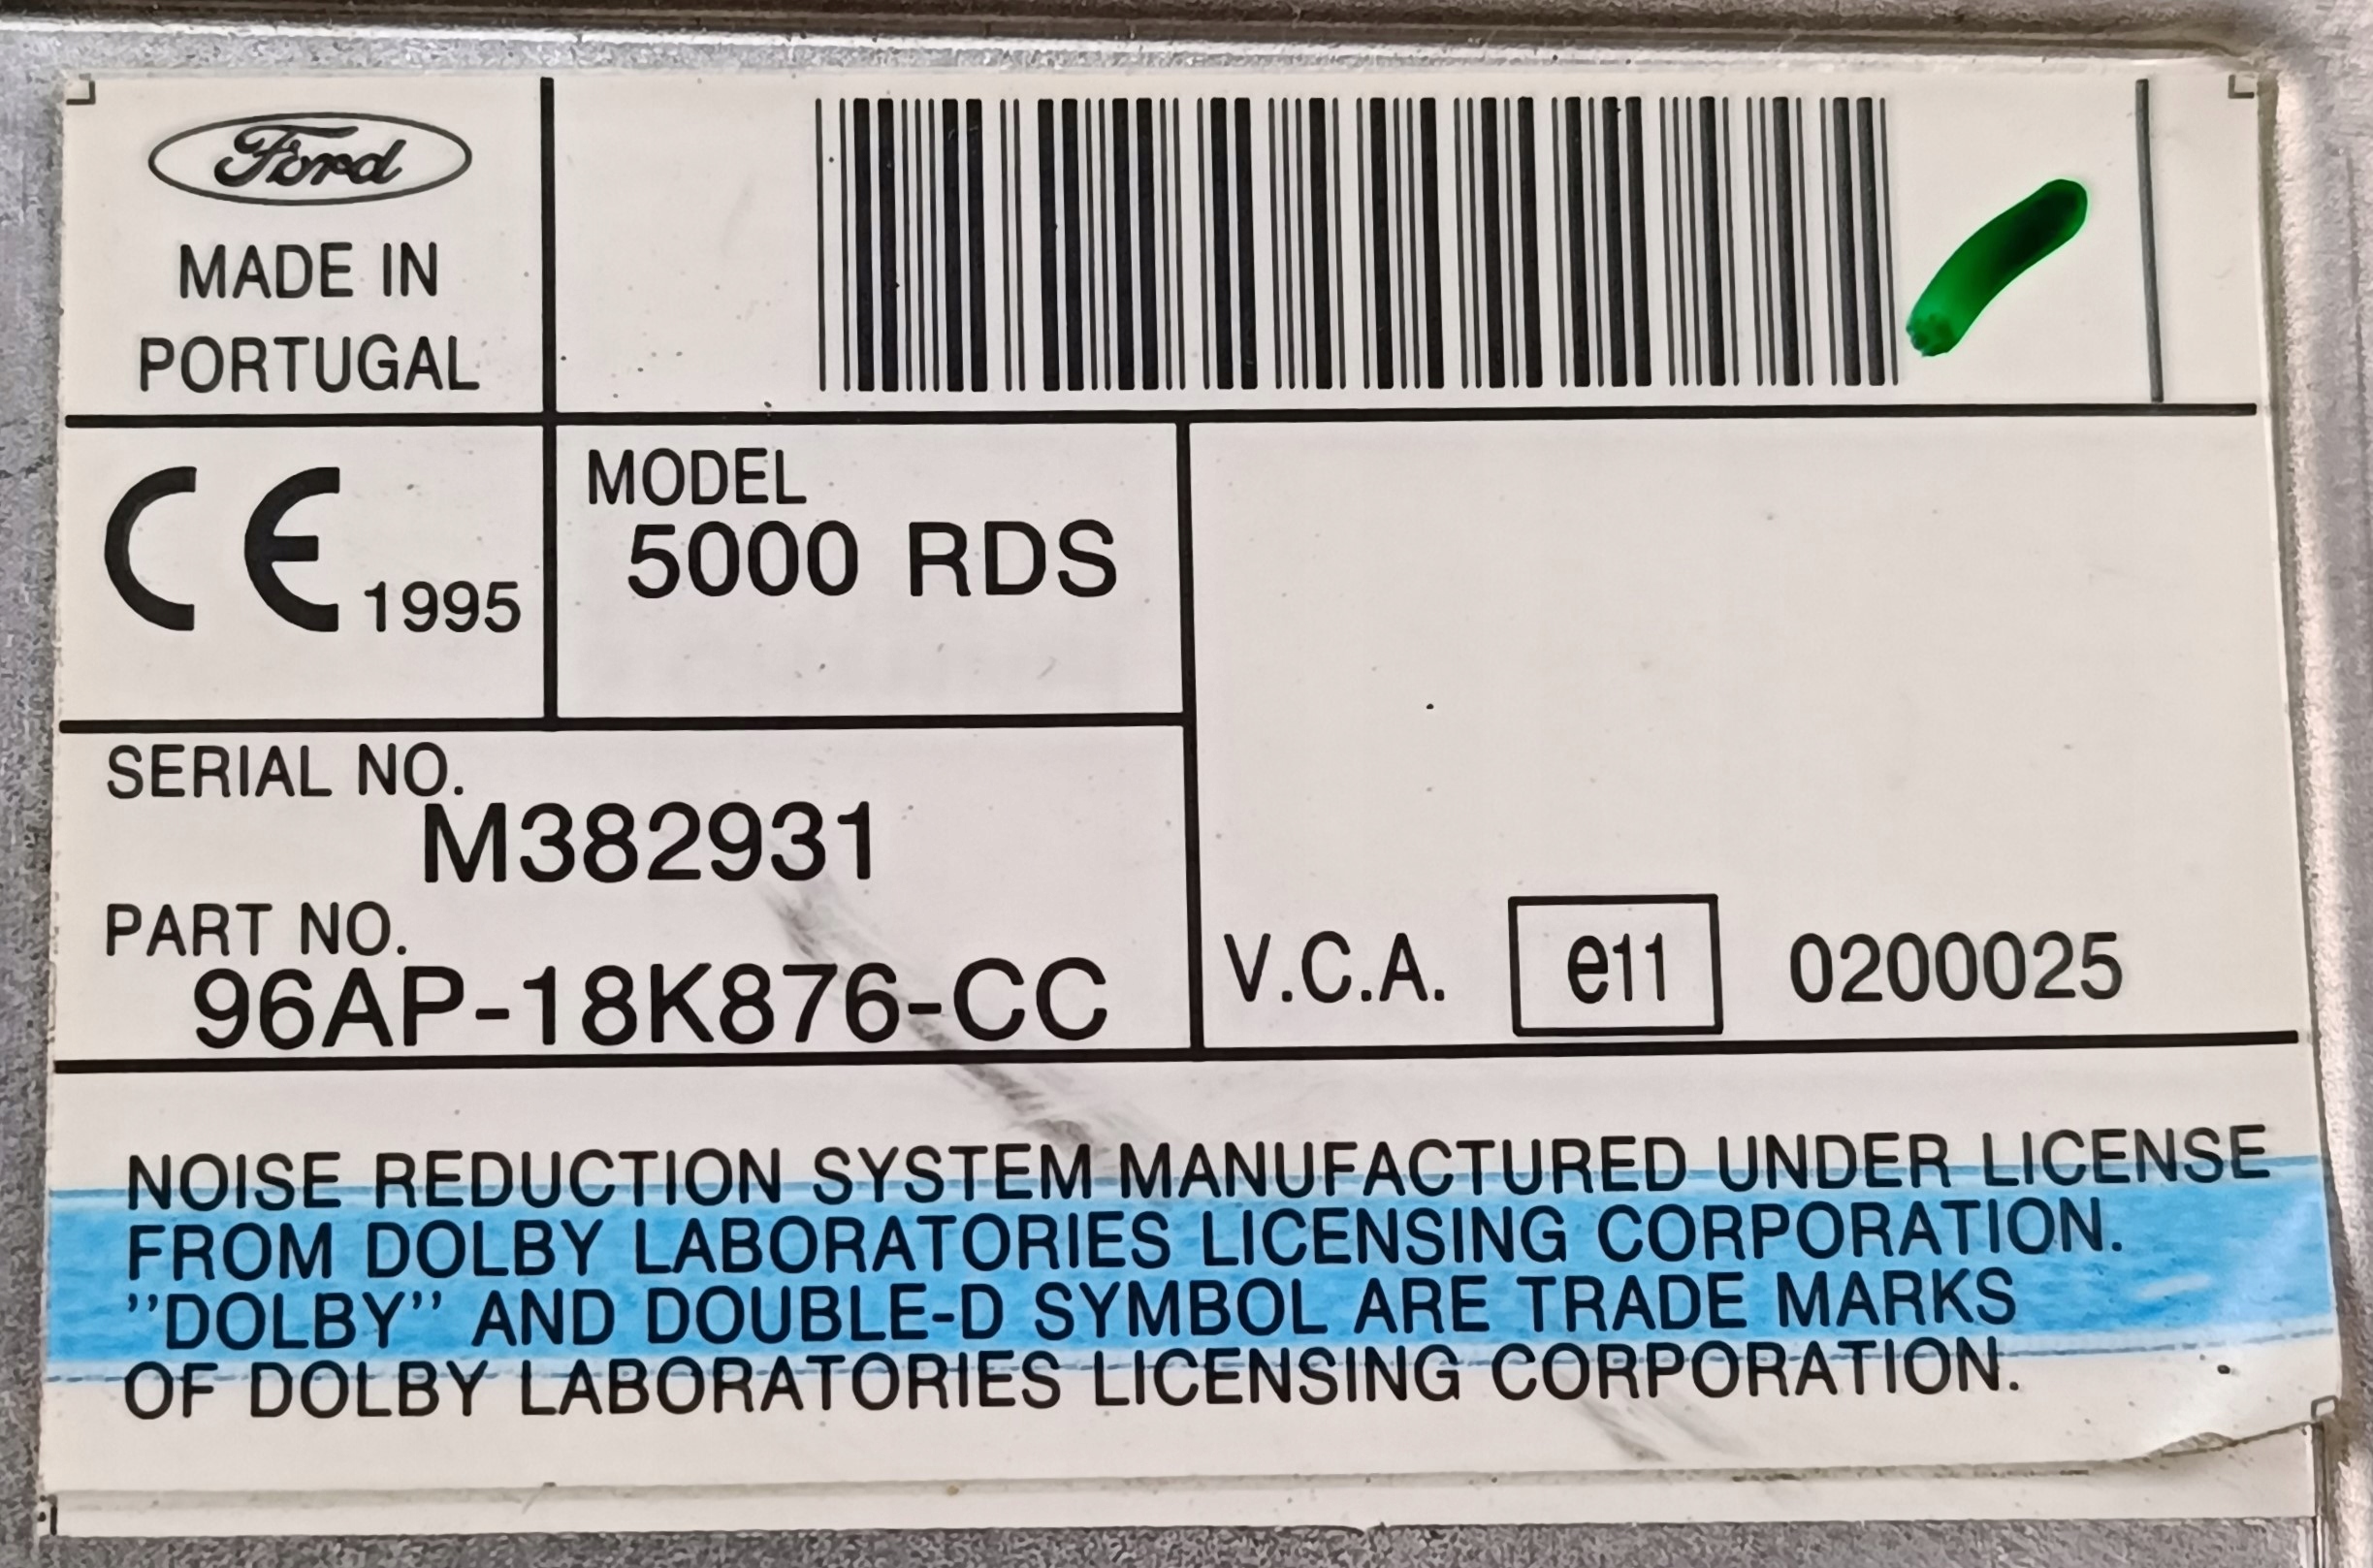 Ford
MADE IN
PORTUGAL
CE 1995
MODEL
5000 RDS
SERIAL NO.
M382931
PART NO.
96AP-18K876-CC
V.C.A. e11 0200025
NOISE REDUCTION SYSTEM MANUFACTURED UNDER LICENSE
FROM DOLBY LABORATORIES LICENSING CORPORATION.
"DOLBY" AND DOUBLE-D SYMBOL ARE TRADE MARKS
OF DOLBY LABORATORIES LICENSING CORPORATION.